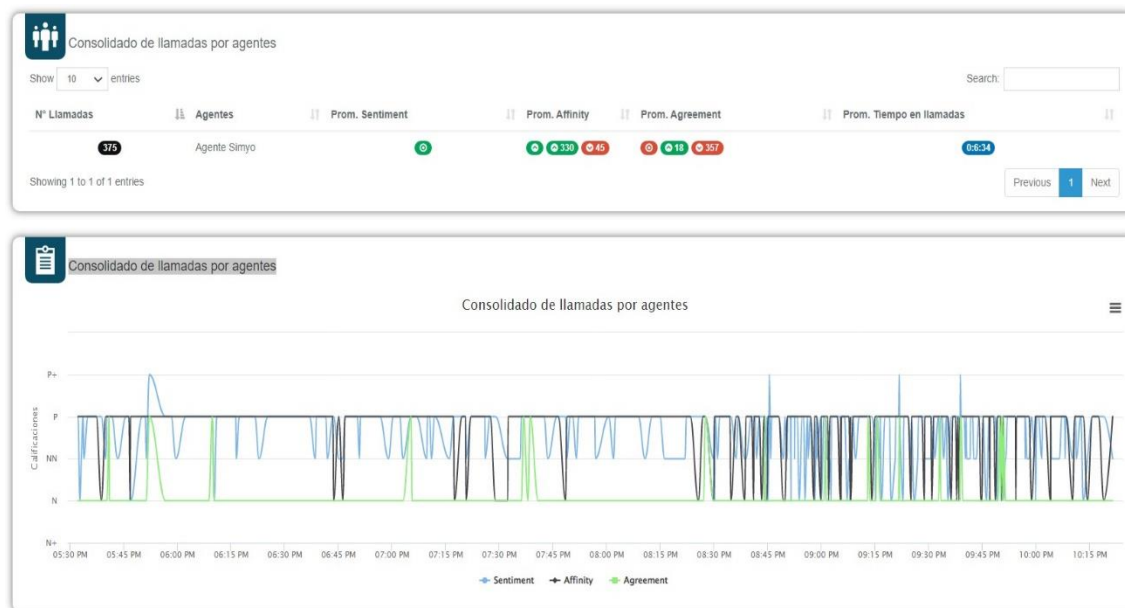 Consolidado de llamadas por agentes
Show 10 entries
Search:
N° Llamadas Agentes Prom. Sentiment Prom. Affinity Prom. Agreement Prom. Tiempo en llamadas
375 Agente Simyo 330 45 18 357 0:6:34
Showing 1 to 1 of 1 entries
Previous 1 Next
Consolidado de llamadas por agentes
Consolidado de llamadas por agentes
Calificaciones
P+
P
NN
N
N+
05:30 PM 05:45 PM 06:00 PM 06:15 PM 06:30 PM 06:45 PM 07:00 PM 07:15 PM 07:30 PM 07:45 PM 08:00 PM 08:15 PM 08:30 PM 08:45 PM 09:00 PM 09:15 PM 09:30 PM 09:45 PM 10:00 PM 10:15 PM
Sentiment Affinity Agreement